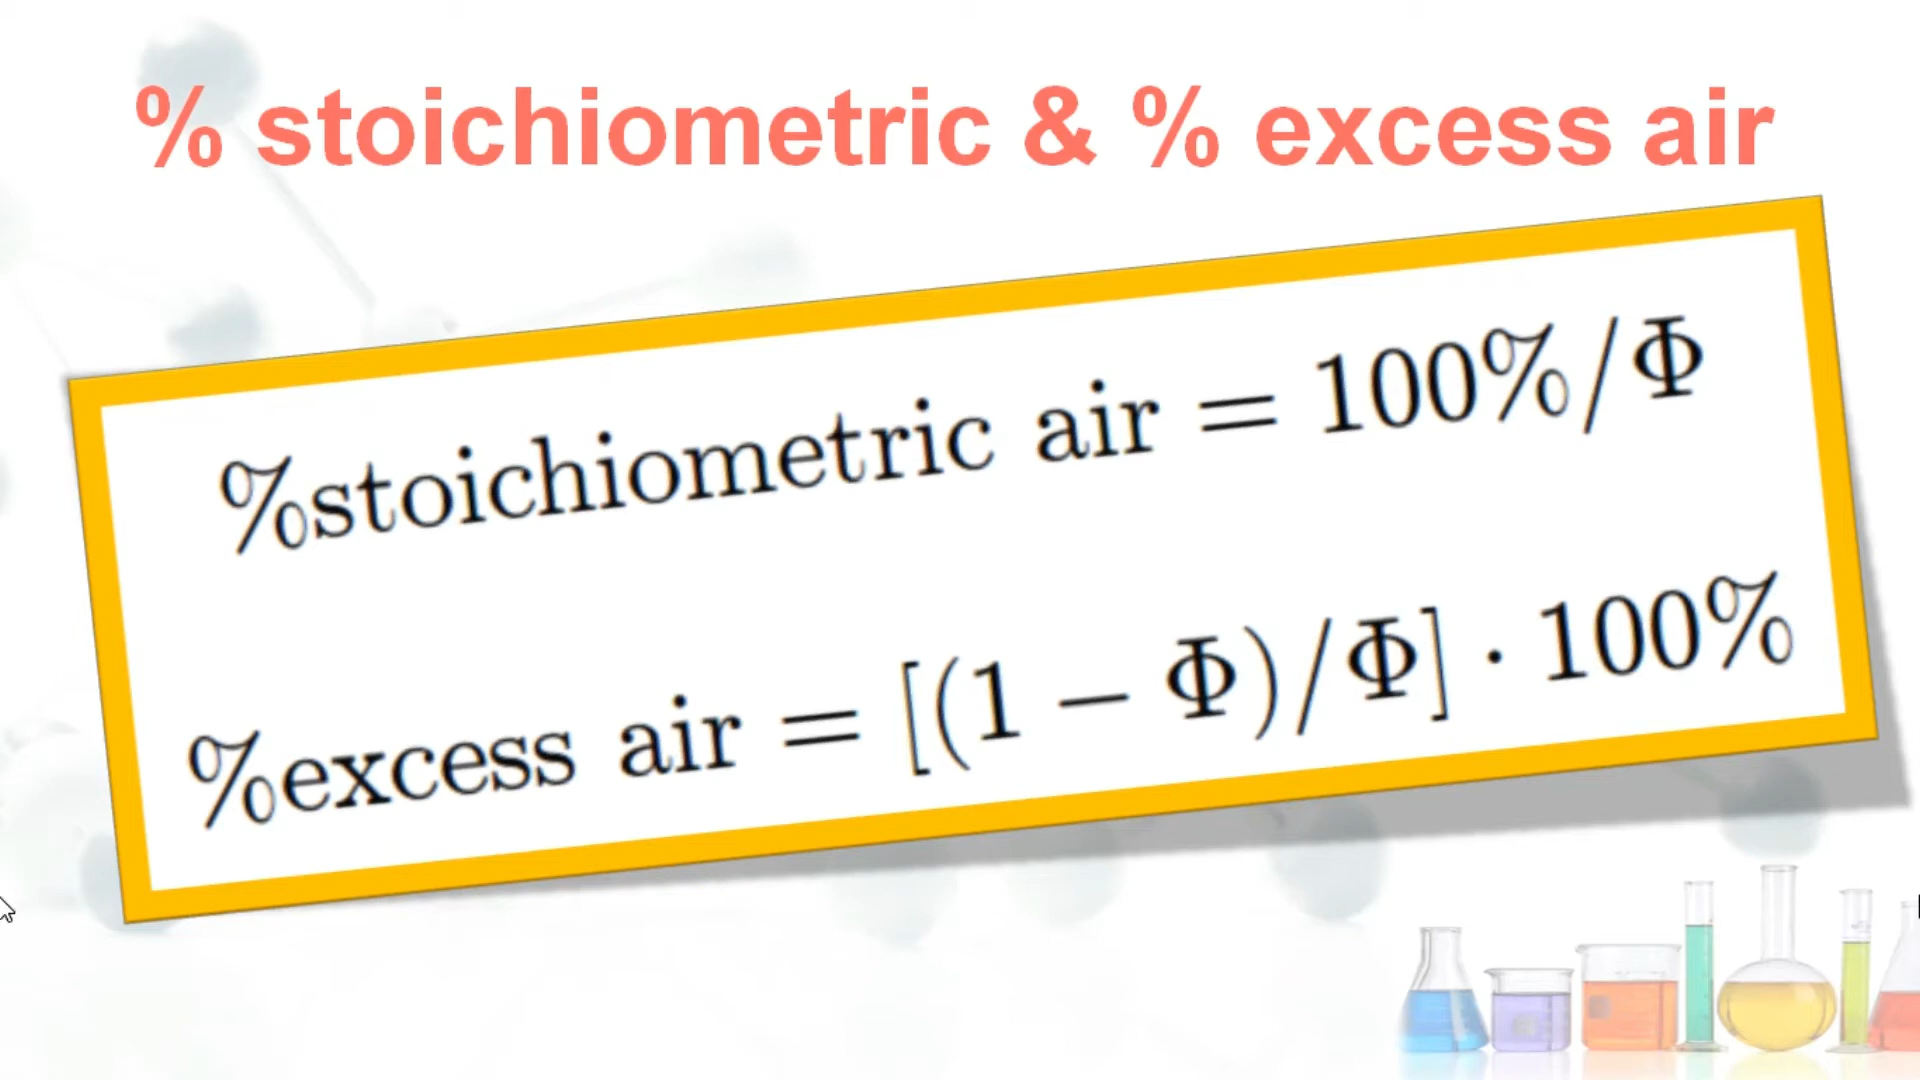 % stoichiometric & % excess air
%stoichiometric air = 100%/Φ
%excess air = [(1 − Φ)/Φ] · 100%